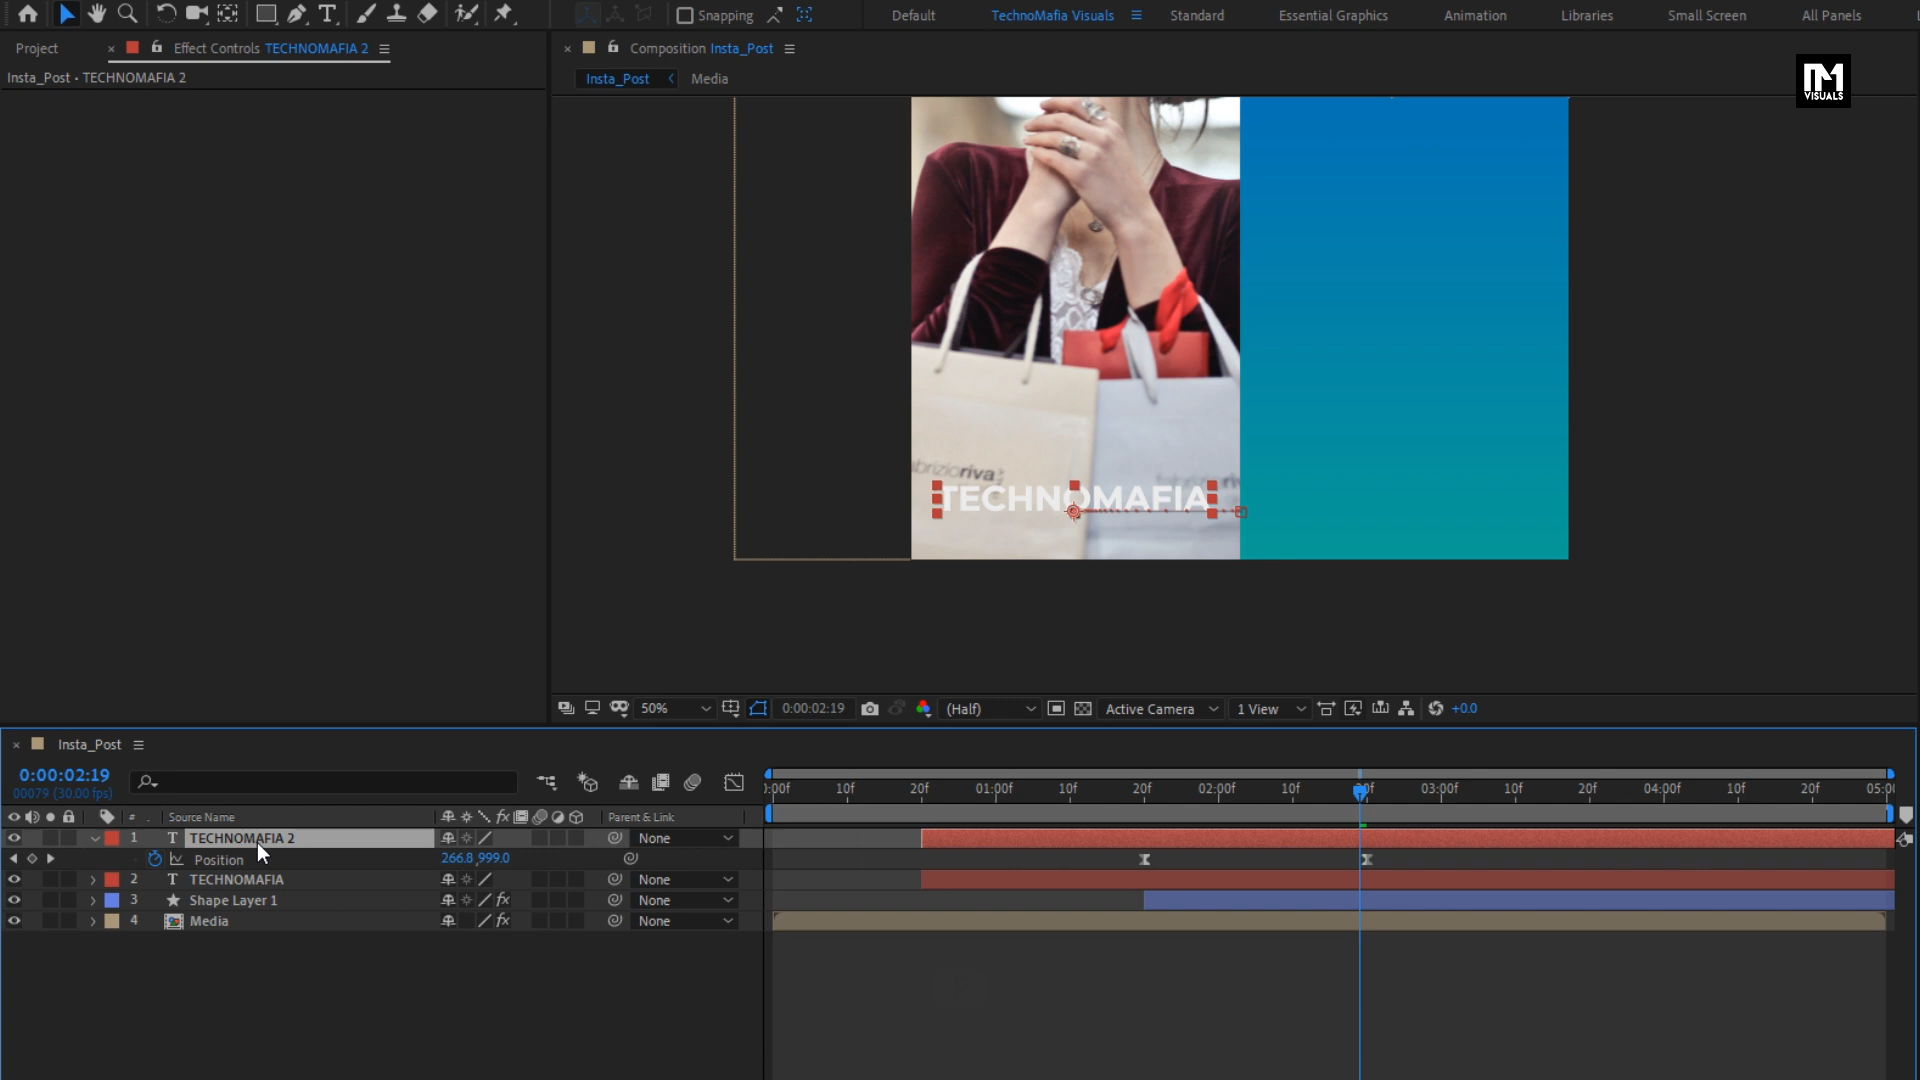 Snapping
Default
TechnoMafia Visuals
Standard
Essential Graphics
Animation
Libraries
Small Screen
All Panels
Project
× Effect Controls TECHNOMAFIA 2
× Composition Insta_Post
Insta_Post • TECHNOMAFIA 2
Insta_Post
Media
VISUALS
TECHNOMAFIA
50%
0:00:02:19
(Half)
Active Camera
1 View
+0.0
× Insta_Post
0:00:02:19
00079 (30.00 fps)
10f 20f 01:00f 10f 20f 02:00f 10f 03:00f 10f 20f 04:00f 10f 20f
# . Source Name fx Parent & Link
1 T TECHNOMAFIA 2 None
Position 266.8,999.0
2 T TECHNOMAFIA None
3 Shape Layer 1 fx None
4 Media fx None